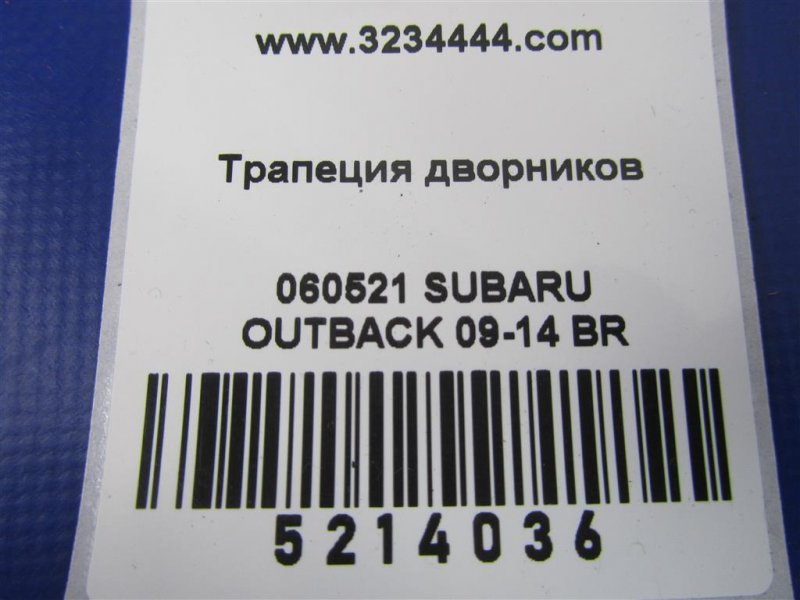 www.3234444.com
Трапеция дворников
060521 SUBARU
OUTBACK 09-14 BR
5214036